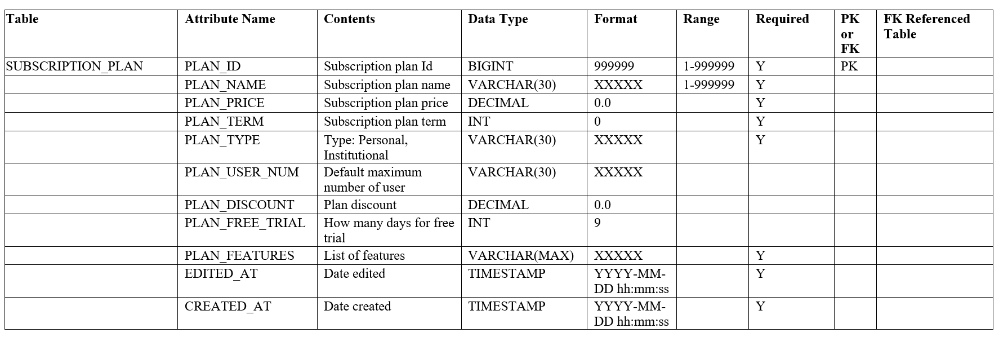 Table Attribute Name Contents Data Type Format Range Required PK or FK FK Referenced Table
SUBSCRIPTION_PLAN PLAN_ID Subscription plan Id BIGINT 999999 1-999999 Y PK
PLAN_NAME Subscription plan name VARCHAR(30) XXXXX 1-999999 Y
PLAN_PRICE Subscription plan price DECIMAL 0.0 Y
PLAN_TERM Subscription plan term INT 0 Y
PLAN_TYPE Type: Personal, Institutional VARCHAR(30) XXXXX Y
PLAN_USER_NUM Default maximum number of user VARCHAR(30) XXXXX
PLAN_DISCOUNT Plan discount DECIMAL 0.0
PLAN_FREE_TRIAL How many days for free trial INT 9
PLAN_FEATURES List of features VARCHAR(MAX) XXXXX Y
EDITED_AT Date edited TIMESTAMP YYYY-MM-DD hh:mm:ss Y
CREATED_AT Date created TIMESTAMP YYYY-MM-DD hh:mm:ss Y